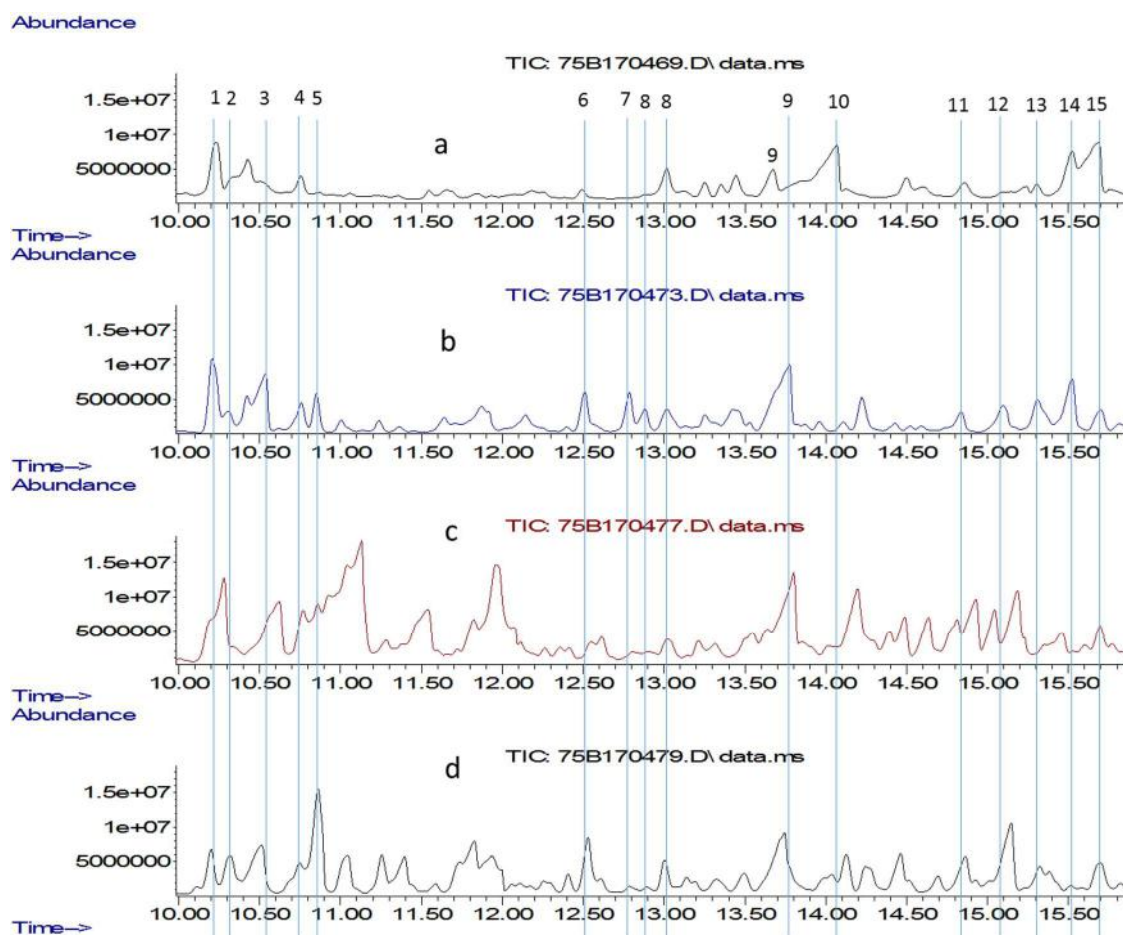 Abundance
TIC: 75B170469.D\ data.ms
1 2 3 4 5 6 7 8 8 9 10 11 12 13 14 15
1.5e+07
1e+07
5000000
a
9
10.00 10.50 11.00 11.50 12.00 12.50 13.00 13.50 14.00 14.50 15.00 15.50
Time-->
Abundance
TIC: 75B170473.D\ data.ms
1.5e+07
b
1e+07
5000000
10.00 10.50 11.00 11.50 12.00 12.50 13.00 13.50 14.00 14.50 15.00 15.50
Time-->
Abundance
TIC: 75B170477.D\ data.ms
c
1.5e+07
1e+07
5000000
10.00 10.50 11.00 11.50 12.00 12.50 13.00 13.50 14.00 14.50 15.00 15.50
Time-->
Abundance
TIC: 75B170479.D\ data.ms
d
1.5e+07
1e+07
5000000
10.00 10.50 11.00 11.50 12.00 12.50 13.00 13.50 14.00 14.50 15.00 15.50
Time-->